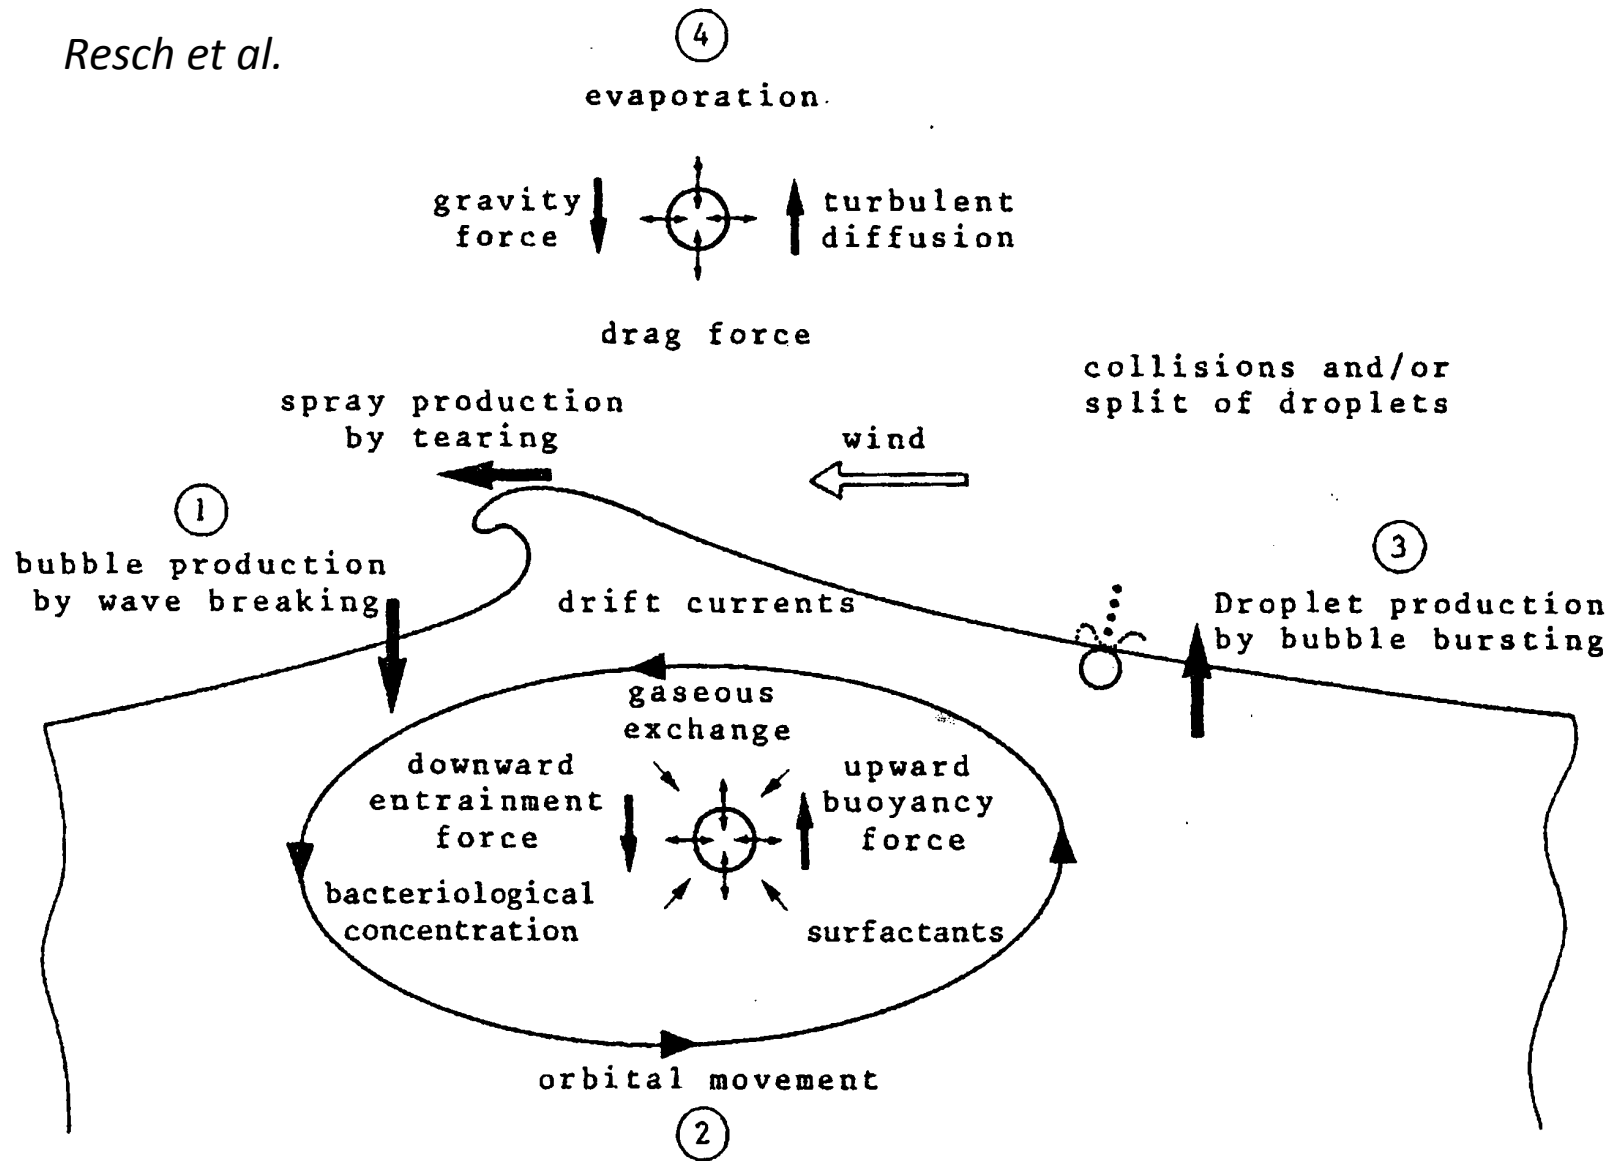 Resch et al.
4
evaporation
gravity
force
turbulent
diffusion
drag force
collisions and/or
split of droplets
spray production
by tearing
wind
1
bubble production
by wave breaking
3
Droplet production
by bubble bursting
drift currents
gaseous
exchange
downward
entrainment
force
upward
buoyancy
force
bacteriological
concentration
surfactants
orbital movement
2